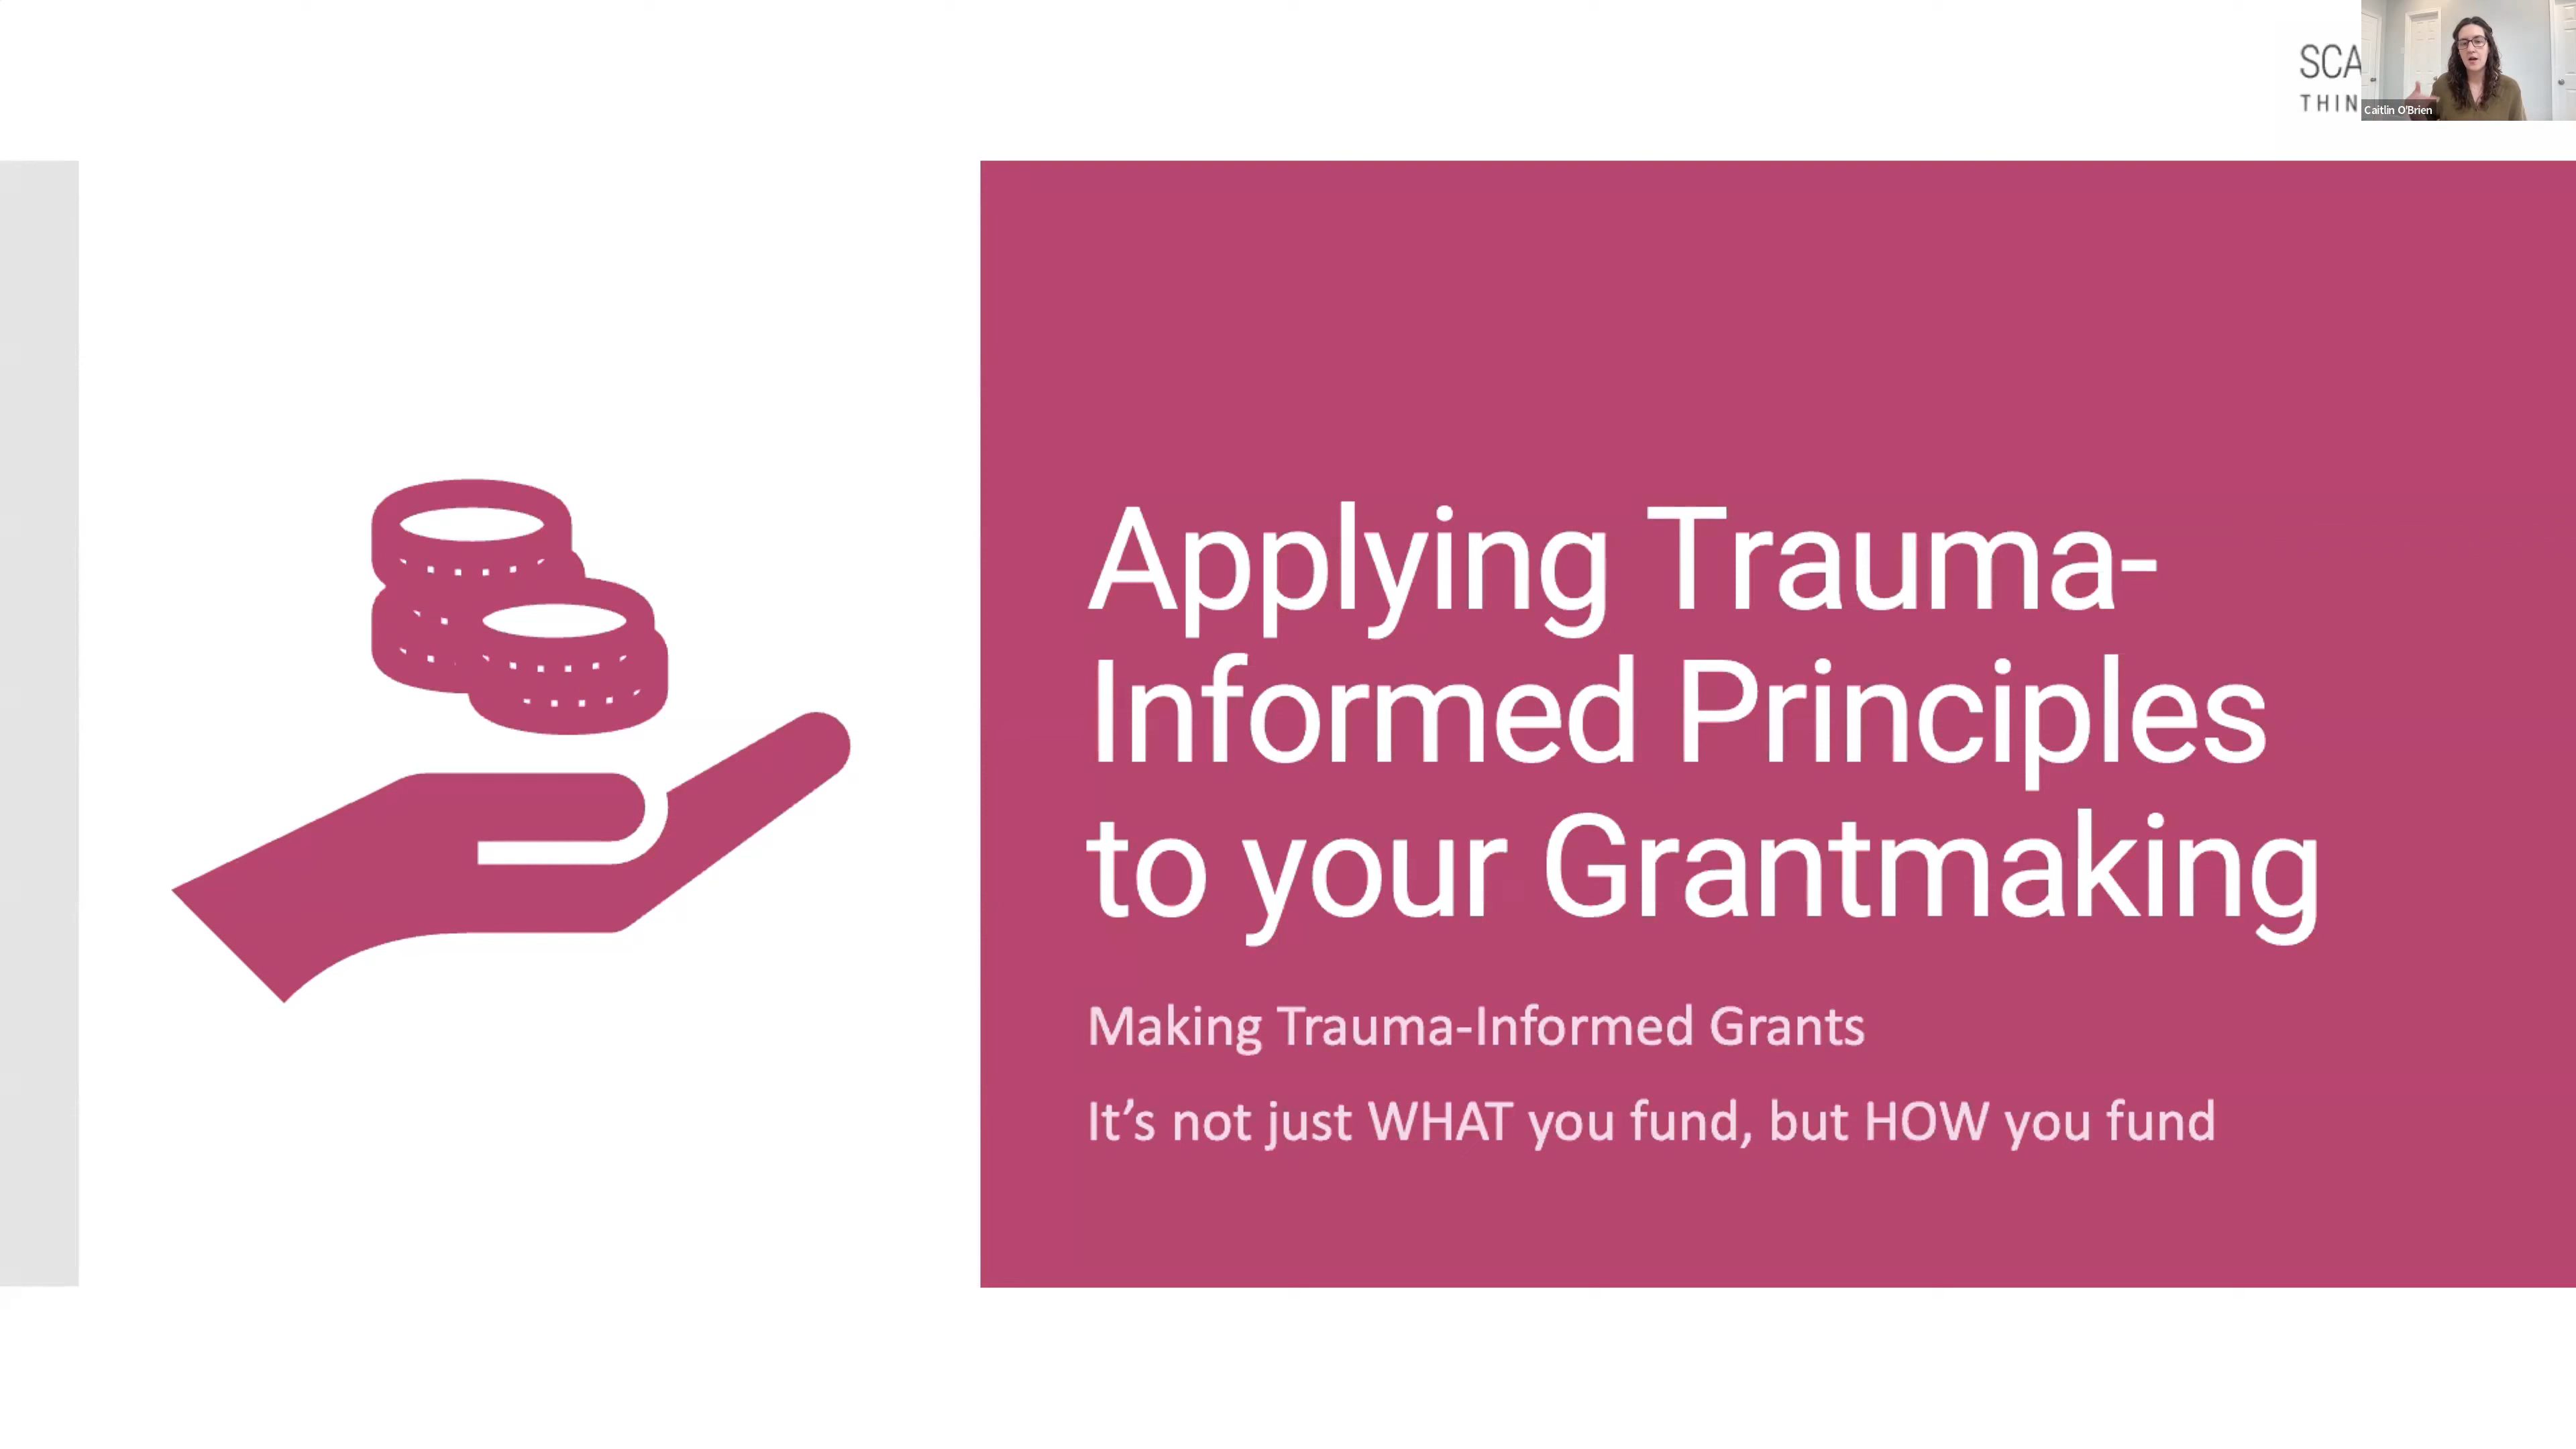 SCA
THIN
Caitlin O'Brien
Applying Trauma-
Informed Principles
to your Grantmaking
Making Trauma-Informed Grants
It’s not just WHAT you fund, but HOW you fund